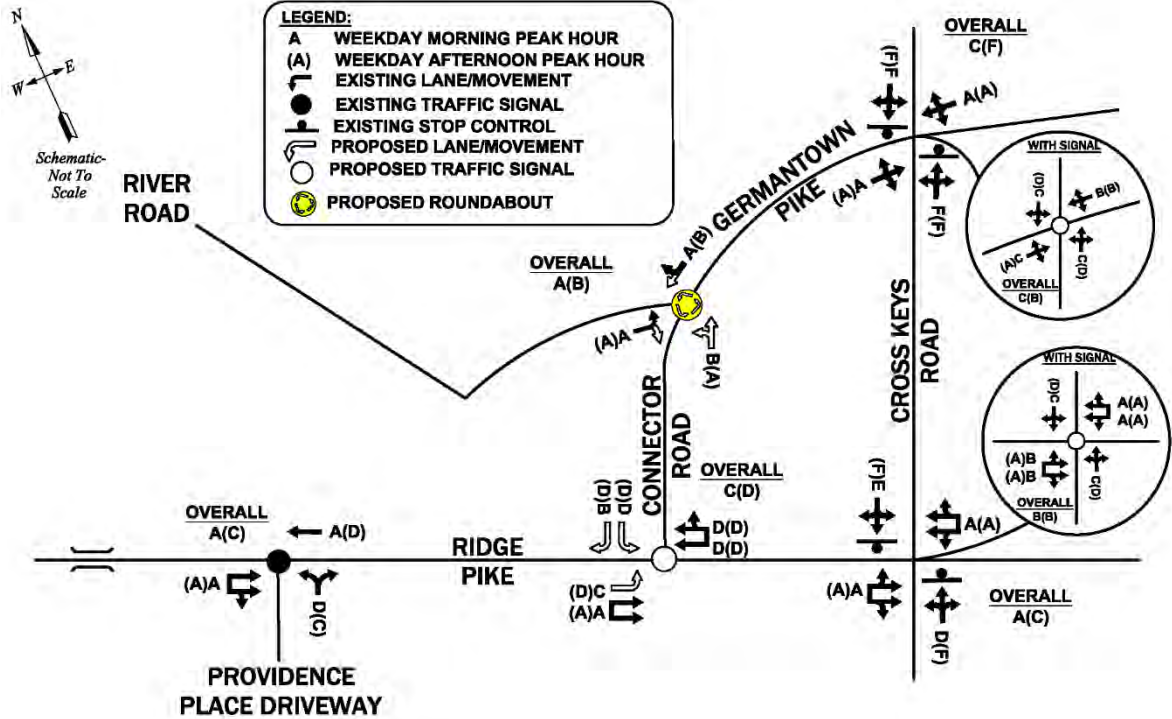 N
E
W
Schematic-
Not To
Scale
LEGEND:
A WEEKDAY MORNING PEAK HOUR
(A) WEEKDAY AFTERNOON PEAK HOUR
EXISTING LANE/MOVEMENT
EXISTING TRAFFIC SIGNAL
EXISTING STOP CONTROL
PROPOSED LANE/MOVEMENT
PROPOSED TRAFFIC SIGNAL
PROPOSED ROUNDABOUT
OVERALL
C(F)
(F)F
A(A)
GERMANTOWN
PIKE
(A)A
F(F)
WITH SIGNAL
(D)C
B(B)
(A)C
C(D)
OVERALL
C(B)
RIVER
ROAD
OVERALL
A(B)
A(B)
(A)A
B(A)
CONNECTOR
ROAD
CROSS KEYS
ROAD
WITH SIGNAL
(D)C
A(A)
A(A)
(A)B
(A)B
C(D)
OVERALL
B(B)
OVERALL
C(D)
(D)B
(D)D
D(D)
D(D)
(D)C
(A)A
(F)E
A(A)
(A)A
D(F)
OVERALL
A(C)
OVERALL
A(C)
A(D)
(A)A
D(C)
RIDGE
PIKE
PROVIDENCE
PLACE DRIVEWAY